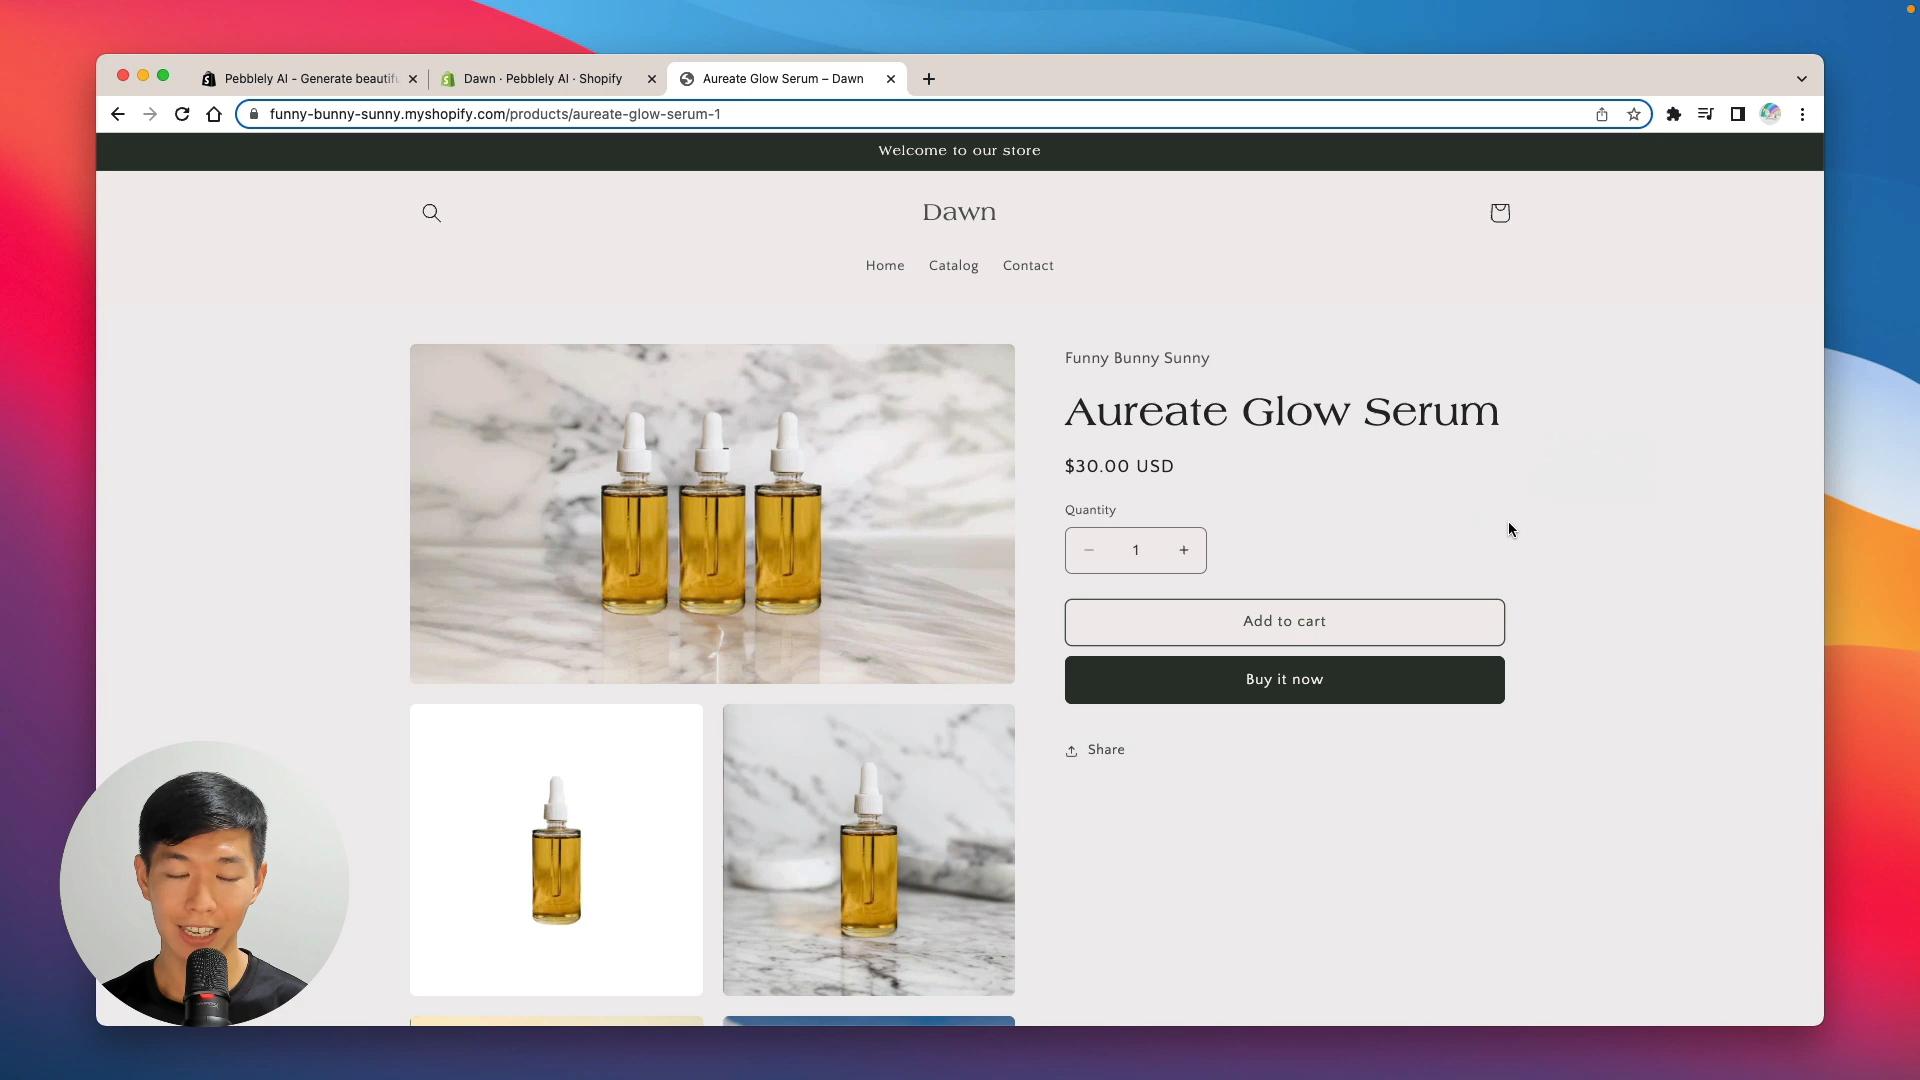 Pebblely AI - Generate beautifu
Dawn · Pebblely AI · Shopify
Aureate Glow Serum – Dawn
funny-bunny-sunny.myshopify.com/products/aureate-glow-serum-1
Welcome to our store
Dawn
Home
Catalog
Contact
Funny Bunny Sunny
Aureate Glow Serum
$30.00 USD
Quantity
1
Add to cart
Buy it now
Share